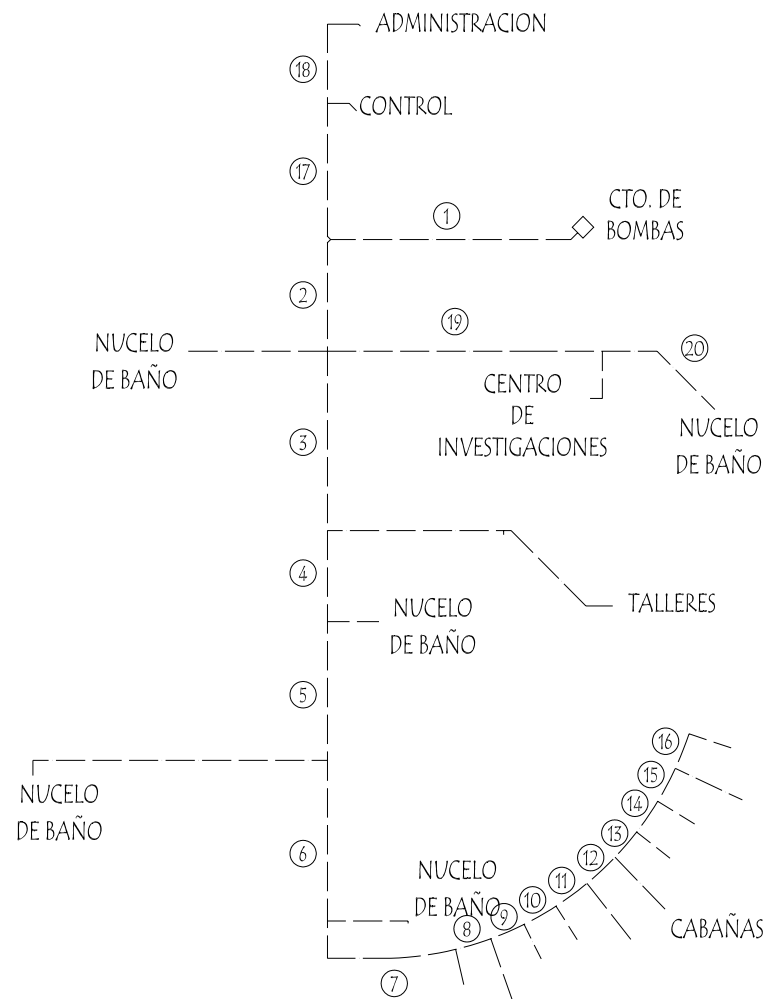 ADMINISTRACION
18
CONTROL
17
CTO. DE
BOMBAS
1
2
19
20
NUCELO
DE BAÑO
CENTRO
DE
INVESTIGACIONES
NUCELO
DE BAÑO
3
4
TALLERES
NUCELO
DE BAÑO
5
16
15
14
13
12
11
10
9
8
7
NUCELO
DE BAÑO
6
NUCELO
DE BAÑO
CABAÑAS